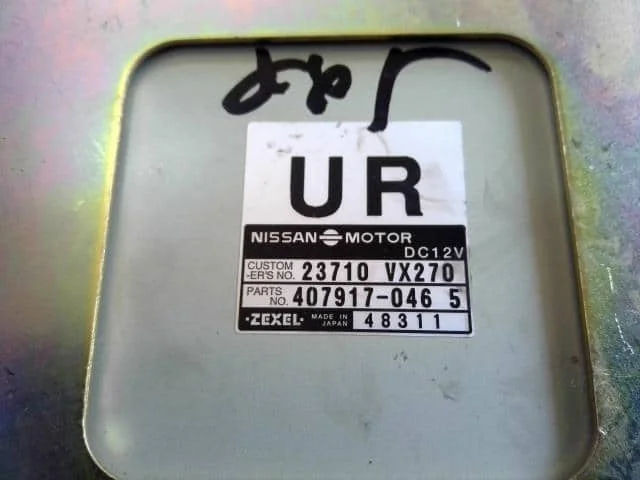 UR
NISSAN MOTOR
DC12V
CUSTOM
-ER'S NO. 23710 VX270
PARTS
NO. 407917-046 5
·ZEXEL· MADE IN JAPAN 48311